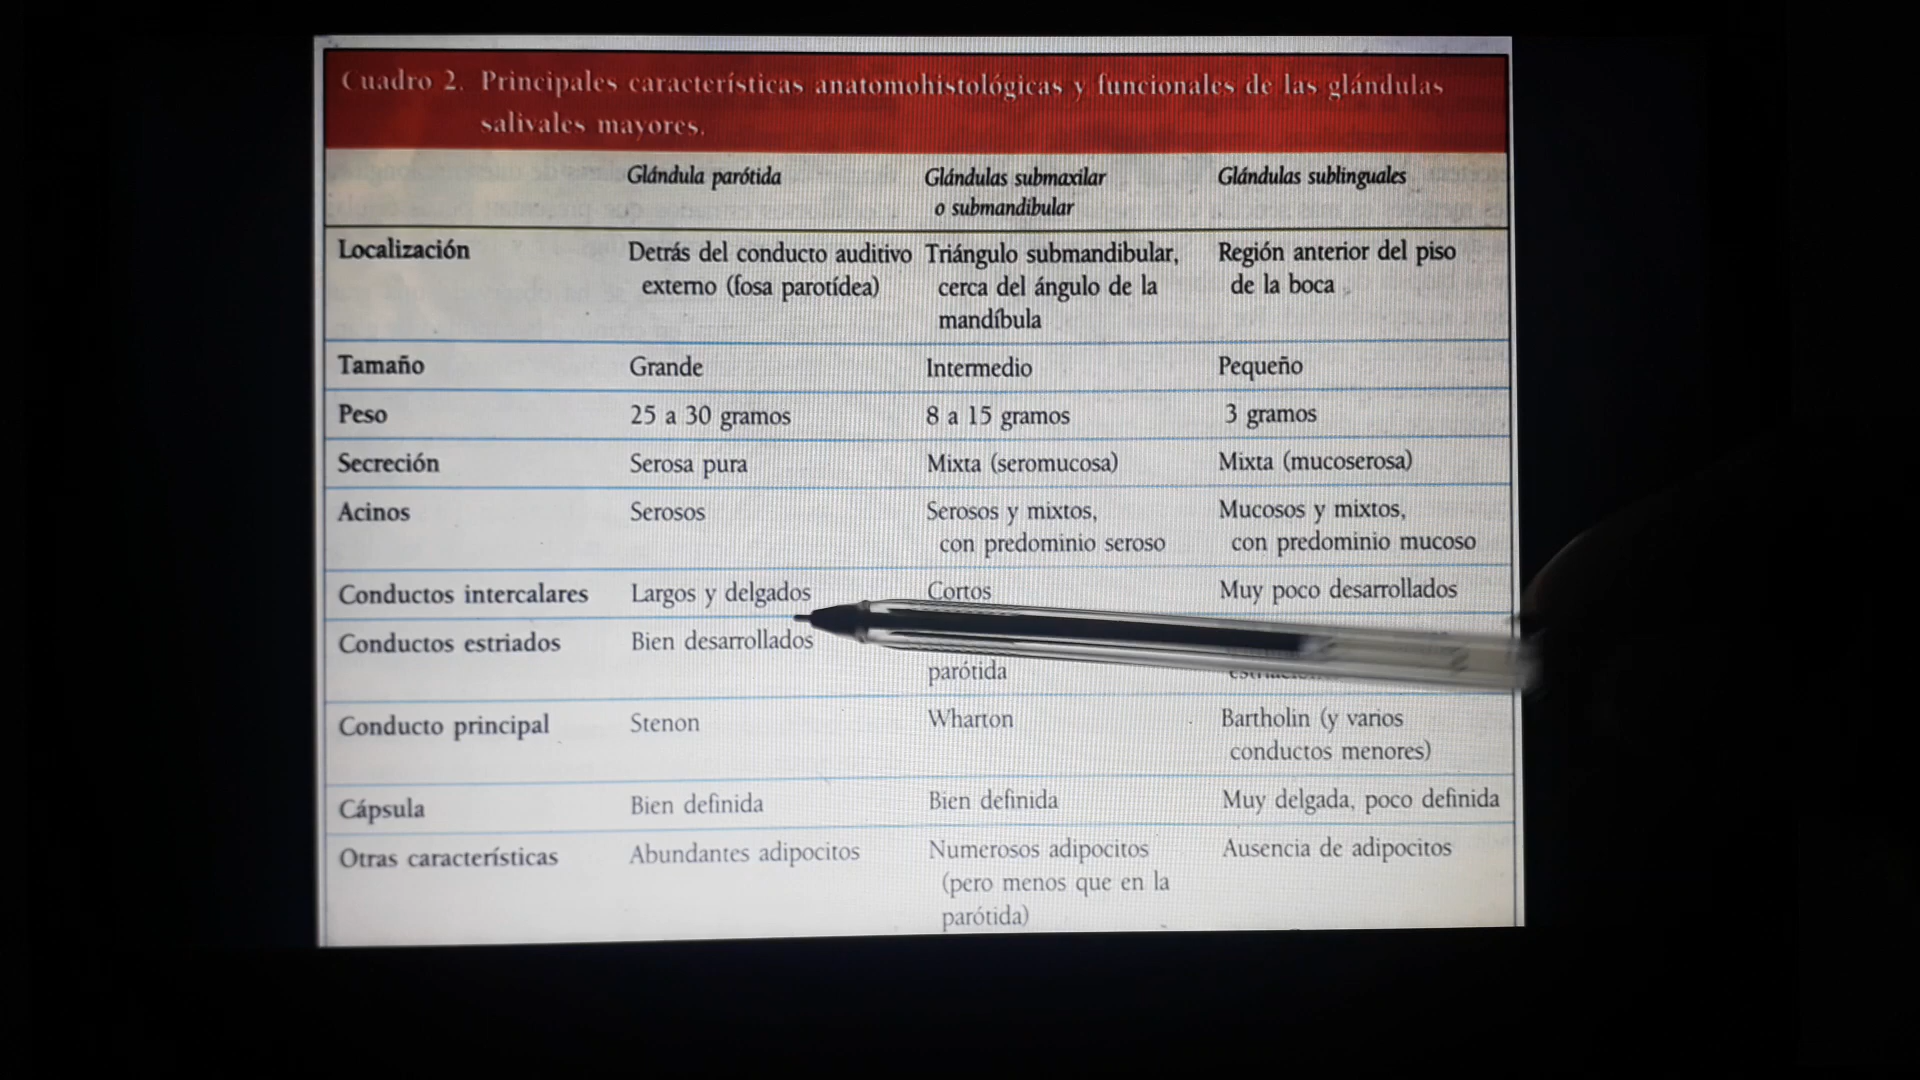 Cuadro 2. Principales características anatomohistológicas y funcionales de las glándulas
salivales mayores.
Glándula parótida
Glándulas submaxilar
o submandibular
Glándulas sublinguales
Localización
Detrás del conducto auditivo
externo (fosa parotídea)
Triángulo submandibular,
cerca del ángulo de la
mandíbula
Región anterior del piso
de la boca
Tamaño
Grande
Intermedio
Pequeño
Peso
25 a 30 gramos
8 a 15 gramos
3 gramos
Secreción
Serosa pura
Mixta (seromucosa)
Mixta (mucoserosa)
Acinos
Serosos
Serosos y mixtos,
con predominio seroso
Mucosos y mixtos,
con predominio mucoso
Conductos intercalares
Largos y delgados
Cortos
Muy poco desarrollados
Conductos estriados
Bien desarrollados
parótida
Conducto principal
Stenon
Wharton
Bartholin (y varios
conductos menores)
Cápsula
Bien definida
Bien definida
Muy delgada, poco definida
Otras características
Abundantes adipocitos
Numerosos adipocitos
(pero menos que en la
parótida)
Ausencia de adipocitos